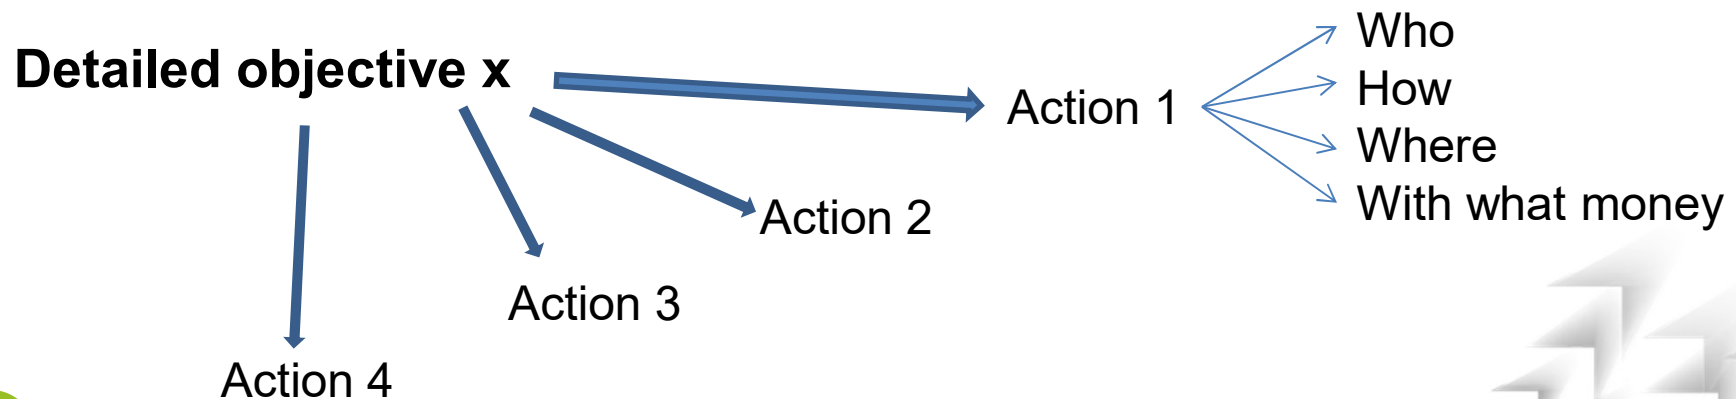 Detailed objective x
Action 1
Who
How
Where
With what money
Action 2
Action 3
Action 4